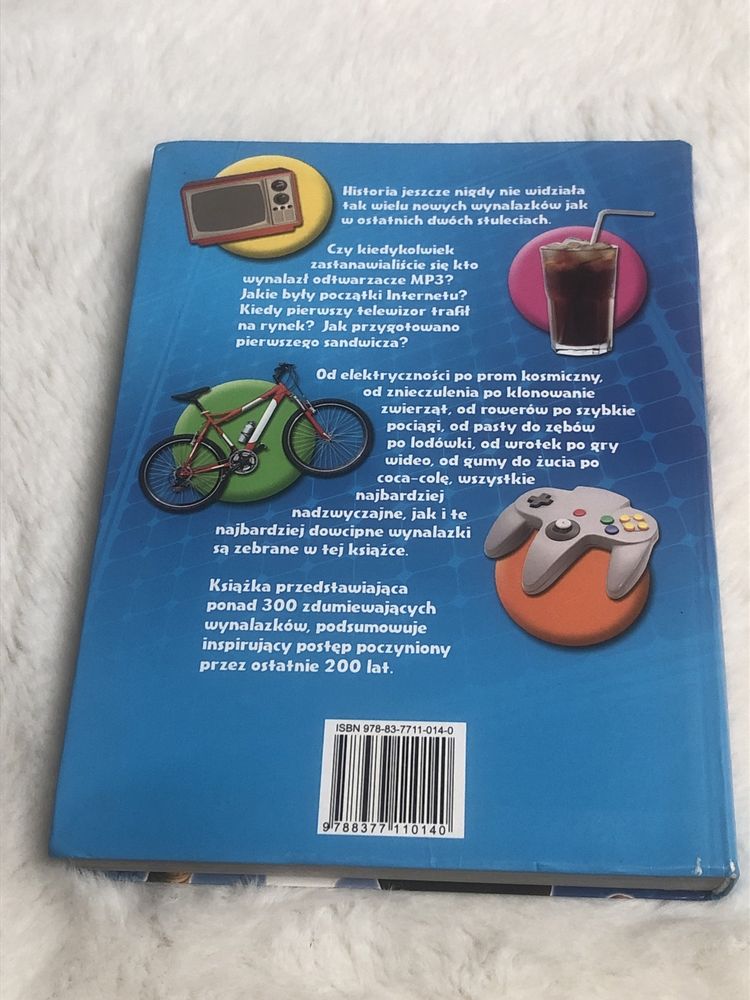 Historia jeszcze nigdy nie widziała
tak wielu nowych wynalazków jak
w ostatnich dwóch stuleciach.
Czy kiedykolwiek
zastanawialiście się kto
wynalazł odtwarzacze MP3?
Jakie były początki Internetu?
Kiedy pierwszy telewizor trafił
na rynek? Jak przygotowano
pierwszego sandwicza?
Od elektryczności po prom kosmiczny,
od znieczulenia po klonowanie
zwierząt, od rowerów po szybkie
pociągi, od pasty do zębów
po lodówki, od wrotek po gry
wideo, od gumy do żucia po
coca-colę, wszystkie
najbardziej
nadzwyczajne, jak i te
najbardziej dowcipne wynalazki
są zebrane w tej książce.
Książka przedstawiająca
ponad 300 zdumiewających
wynalazków, podsumowuje
inspirujący postęp poczyniony
przez ostatnie 200 lat.
ISBN 978-83-7711-014-0
9788377110140